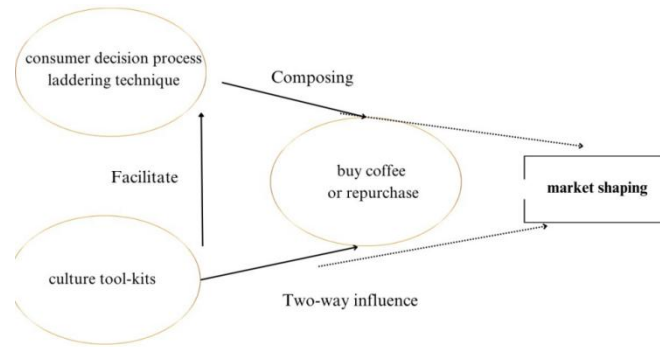 consumer decision process
laddering technique
Composing
Facilitate
buy coffee
or repurchase
market shaping
culture tool-kits
Two-way influence